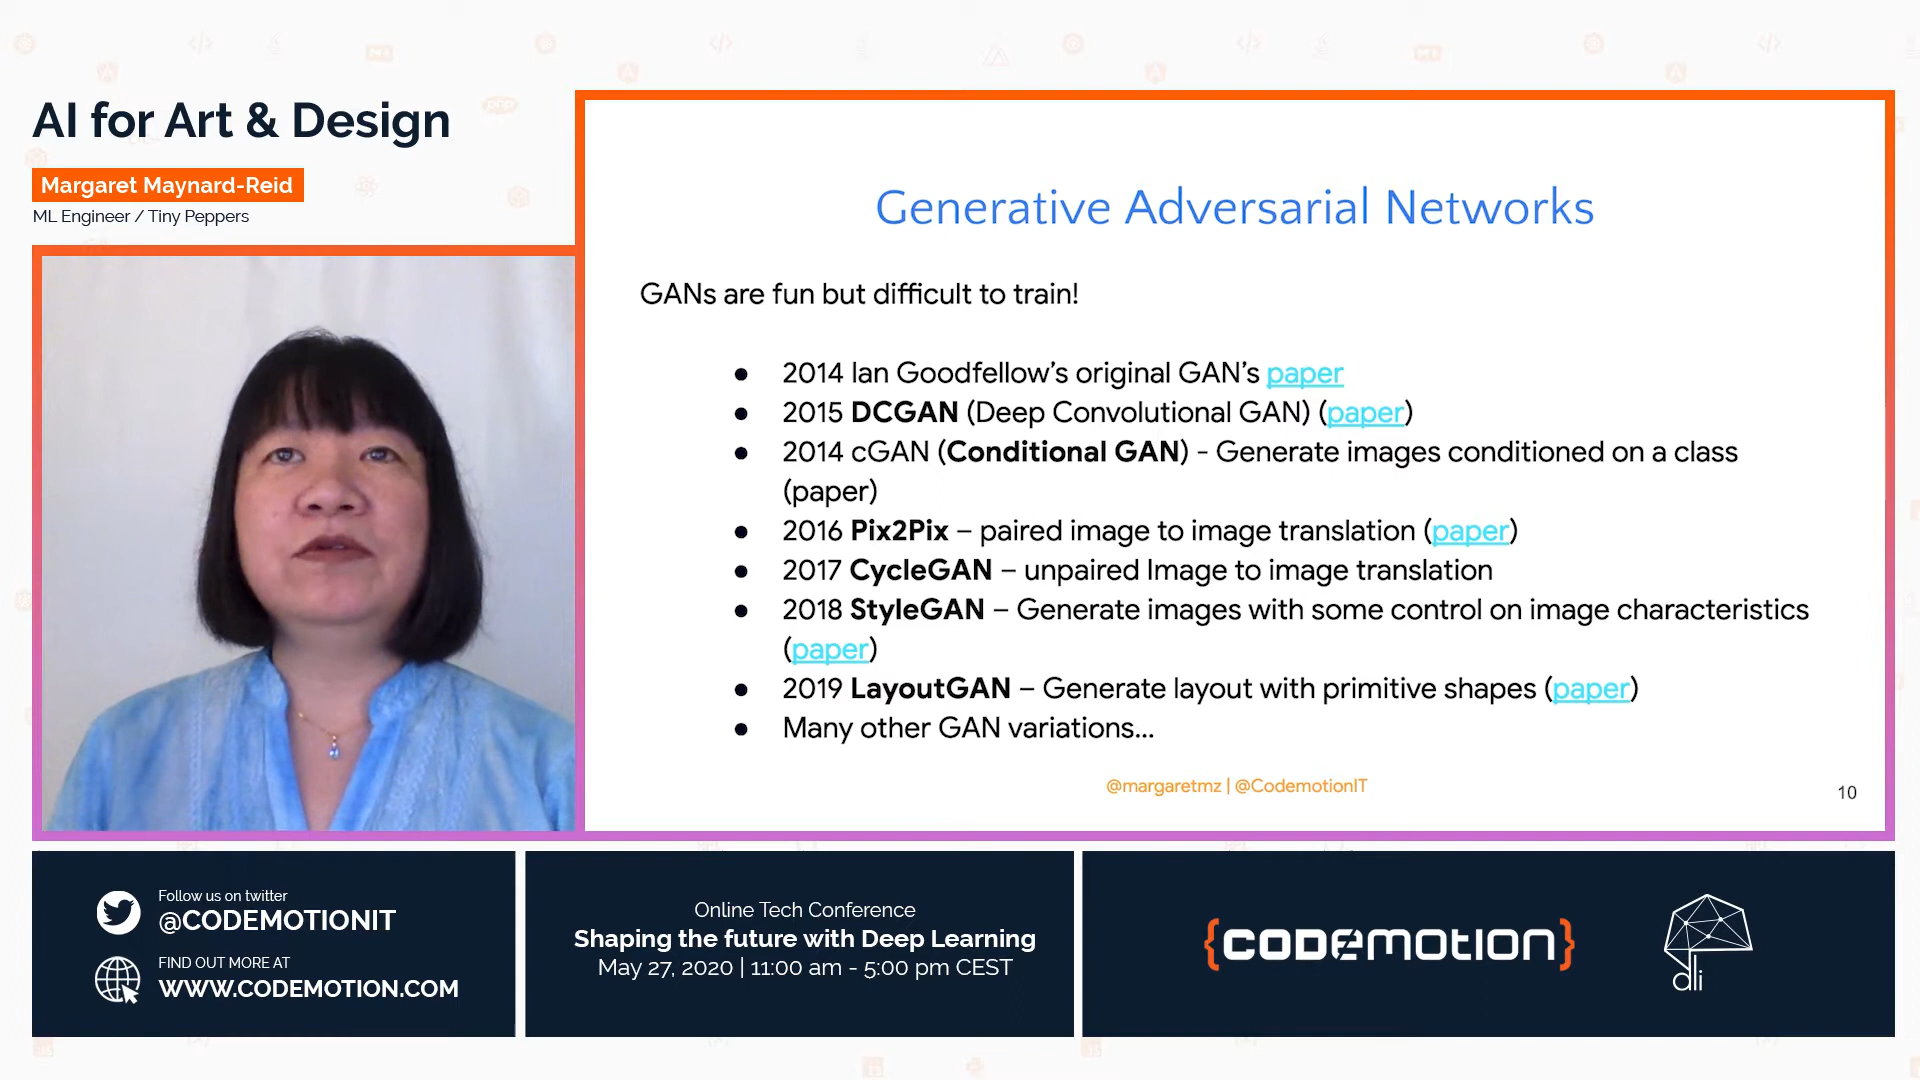 AI for Art & Design
Margaret Maynard-Reid
ML Engineer / Tiny Peppers
Generative Adversarial Networks
GANs are fun but difficult to train!
● 2014 Ian Goodfellow’s original GAN’s paper
● 2015 DCGAN (Deep Convolutional GAN) (paper)
● 2014 cGAN (Conditional GAN) - Generate images conditioned on a class
(paper)
● 2016 Pix2Pix – paired image to image translation (paper)
● 2017 CycleGAN – unpaired Image to image translation
● 2018 StyleGAN – Generate images with some control on image characteristics
(paper)
● 2019 LayoutGAN – Generate layout with primitive shapes (paper)
● Many other GAN variations...
@margaretmz | @CodemotionIT
10
Follow us on twitter
@CODEMOTIONIT
FIND OUT MORE AT
WWW.CODEMOTION.COM
Online Tech Conference
Shaping the future with Deep Learning
May 27, 2020 | 11:00 am - 5:00 pm CEST
{CODEMOTION}
dli